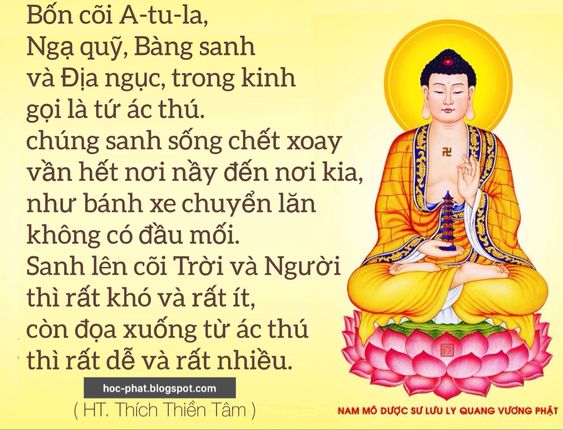 Bốn cõi A-tu-la,
Ngạ quỹ, Bàng sanh
và Địa ngục, trong kinh
gọi là tứ ác thú.
chúng sanh sống chết xoay
vần hết nơi nầy đến nơi kia,
như bánh xe chuyển lăn
không có đầu mối.
Sanh lên cõi Trời và Người
thì rất khó và rất ít,
còn đọa xuống từ ác thú
thì rất dễ và rất nhiều.
hoc-phat.blogspot.com
( HT. Thích Thiền Tâm )
卍
NAM MÔ DƯỢC SƯ LƯU LY QUANG VƯƠNG PHẬT